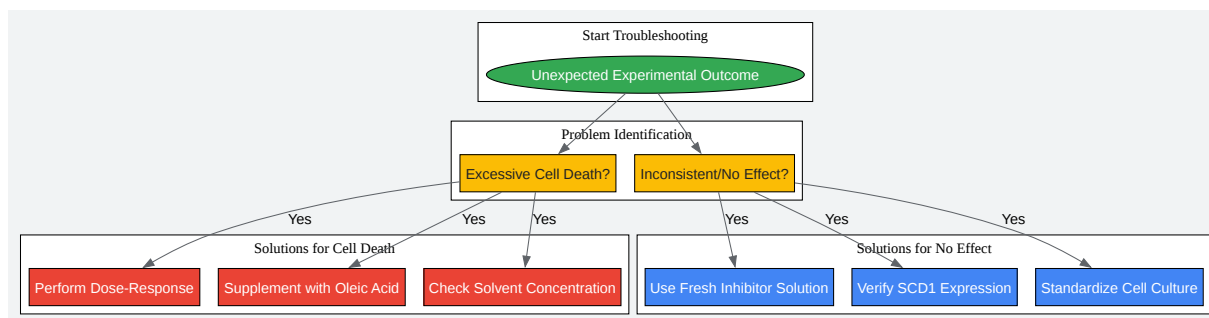 Start Troubleshooting
Unexpected Experimental Outcome
Problem Identification
Excessive Cell Death?
Inconsistent/No Effect?
Yes
Yes
Yes
Yes
Yes
Yes
Solutions for Cell Death
Solutions for No Effect
Perform Dose-Response
Supplement with Oleic Acid
Check Solvent Concentration
Use Fresh Inhibitor Solution
Verify SCD1 Expression
Standardize Cell Culture